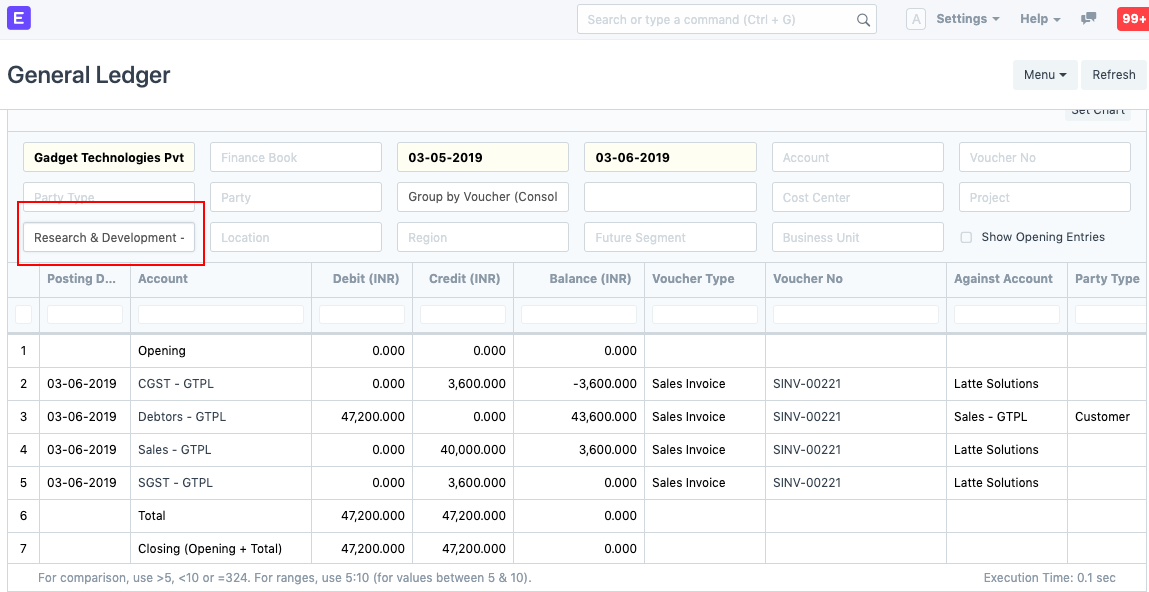 E Search or type a command (Ctrl + G) A Settings Help 99+
General Ledger Menu Refresh
Set Chart
Gadget Technologies Pvt Finance Book 03-05-2019 03-06-2019 Account Voucher No
Party Type Party Group by Voucher (Consol Cost Center Project
Research & Development - Location Region Future Segment Business Unit Show Opening Entries
Posting D... Account Debit (INR) Credit (INR) Balance (INR) Voucher Type Voucher No Against Account Party Type
1 Opening 0.000 0.000 0.000
2 03-06-2019 CGST - GTPL 0.000 3,600.000 -3,600.000 Sales Invoice SINV-00221 Latte Solutions
3 03-06-2019 Debtors - GTPL 47,200.000 0.000 43,600.000 Sales Invoice SINV-00221 Sales - GTPL Customer
4 03-06-2019 Sales - GTPL 0.000 40,000.000 3,600.000 Sales Invoice SINV-00221 Latte Solutions
5 03-06-2019 SGST - GTPL 0.000 3,600.000 0.000 Sales Invoice SINV-00221 Latte Solutions
6 Total 47,200.000 47,200.000 0.000
7 Closing (Opening + Total) 47,200.000 47,200.000 0.000
For comparison, use >5, <10 or =324. For ranges, use 5:10 (for values between 5 & 10). Execution Time: 0.1 sec